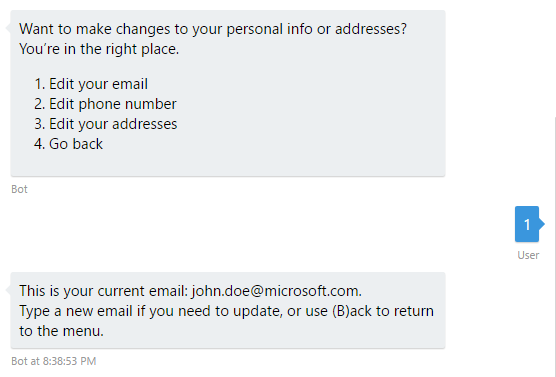 Want to make changes to your personal info or addresses?
You're in the right place.
1. Edit your email
2. Edit phone number
3. Edit your addresses
4. Go back
Bot
1
User
This is your current email: john.doe@microsoft.com.
Type a new email if you need to update, or use (B)ack to return
to the menu.
Bot at 8:38:53 PM